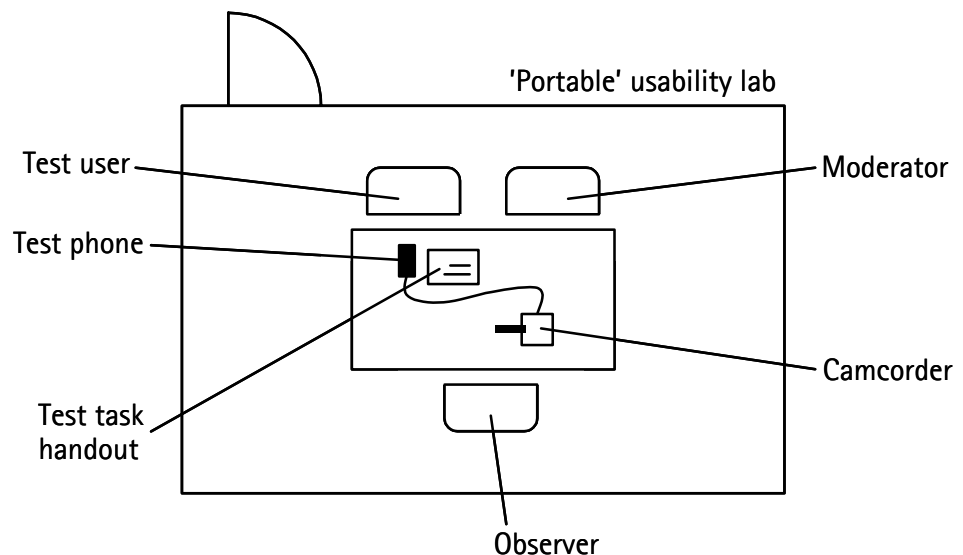 'Portable' usability lab
Test user
Moderator
Test phone
Camcorder
Test task
handout
Observer